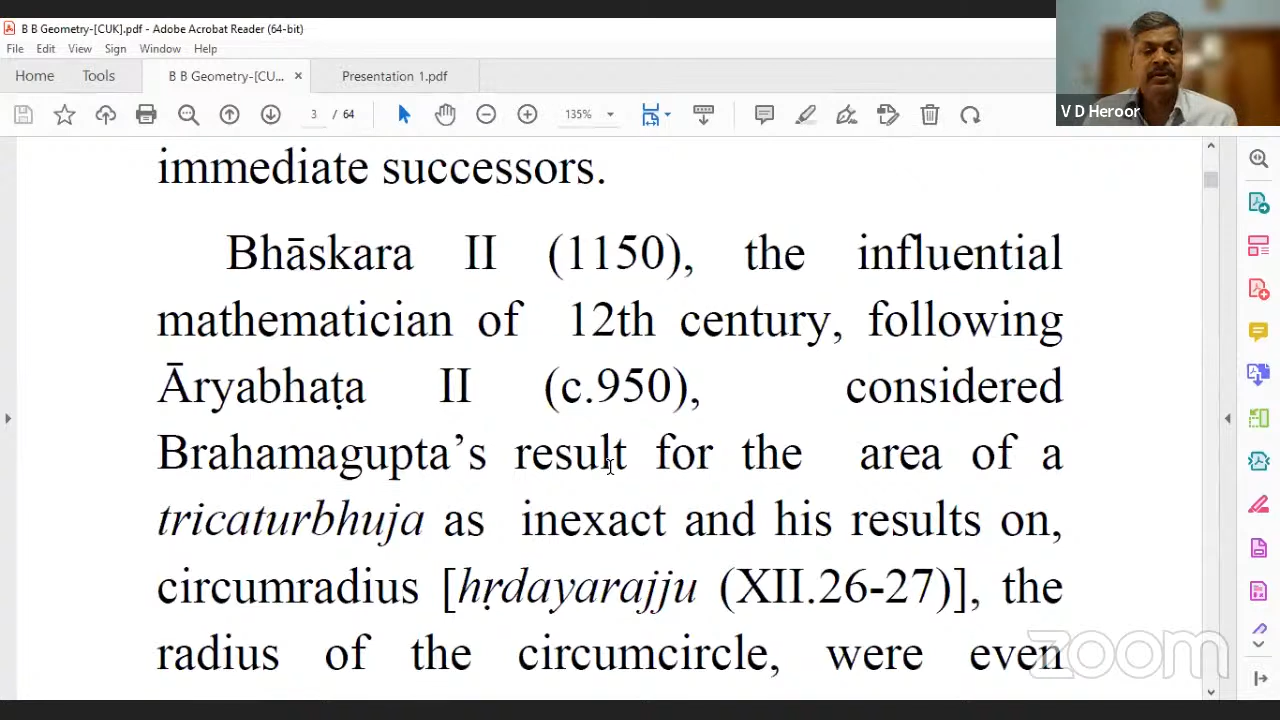 B B Geometry-[CUK].pdf - Adobe Acrobat Reader (64-bit)
File Edit View Sign Window Help
Home Tools B B Geometry-[CU... × Presentation 1.pdf
3 / 64 135%
V D Heroor
immediate successors.
Bhāskara II (1150), the influential
mathematician of 12th century, following
Āryabhaṭa II (c.950), considered
Brahamagupta’s result for the area of a
tricaturbhuja as inexact and his results on,
circumradius [hṛdayarajju (XII.26-27)], the
radius of the circumcircle, were even
zoom